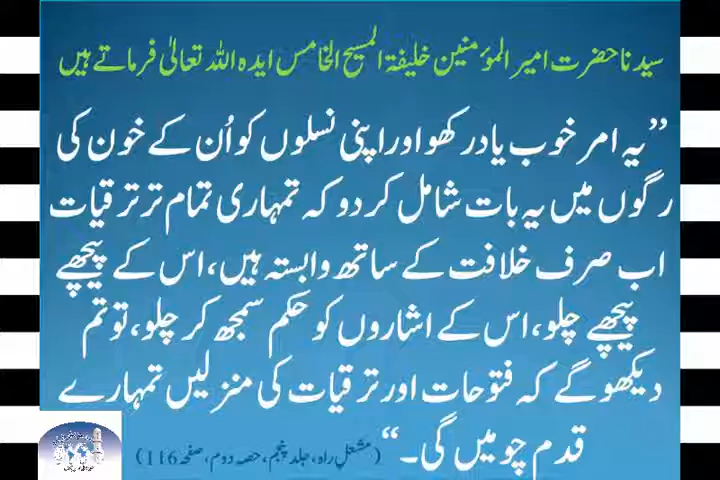 سیدنا حضرت امیر المؤمنین خلیفۃ المسیح الخامس ایدہ اللہ تعالیٰ فرماتے ہیں
”یہ امر خوب یاد رکھو اور اپنی نسلوں کو اُن کے خون کی
رگوں میں یہ بات شامل کر دو کہ تمہاری تمام تر ترقیات
اب صرف خلافت کے ساتھ وابستہ ہیں، اس کے پیچھے
پیچھے چلو، اس کے اشاروں کو حکم سمجھ کر چلو، تو تم
دیکھو گے کہ فتوحات اور ترقیات کی منزلیں تمہارے
قدم چومیں گی۔“ (مشعل راہ، جلد پنجم، حصہ دوم، صفحہ 116)